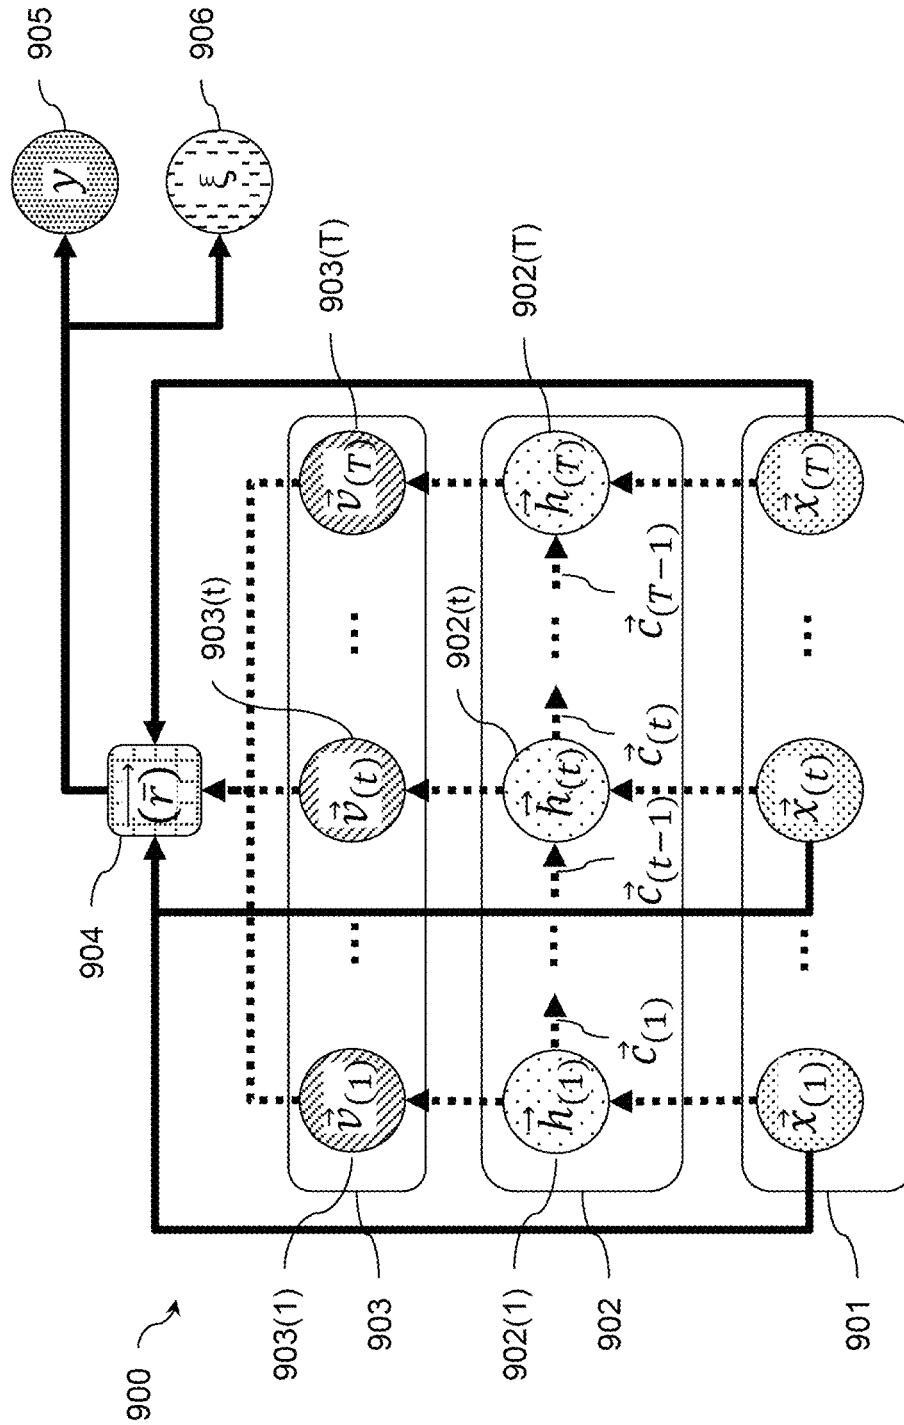 905
y
904
900
(r̄)⃗
906
ξ
903(t)
903(1)
903(T)
v⃗(1) ... v⃗(t) ... v⃗(T)
903
902(t)
902(1)
902(T)
h⃗(1) ... h⃗(t) ... h⃗(T)
902
c⃗(1) c⃗(t−1) c⃗(t) c⃗(T−1)
x⃗(1) ... x⃗(t) ... x⃗(T)
901